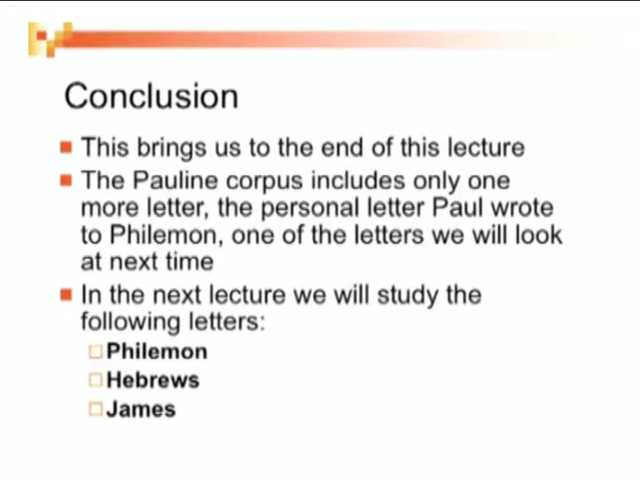 Conclusion
This brings us to the end of this lecture
The Pauline corpus includes only one
more letter, the personal letter Paul wrote
to Philemon, one of the letters we will look
at next time
In the next lecture we will study the
following letters:
Philemon
Hebrews
James